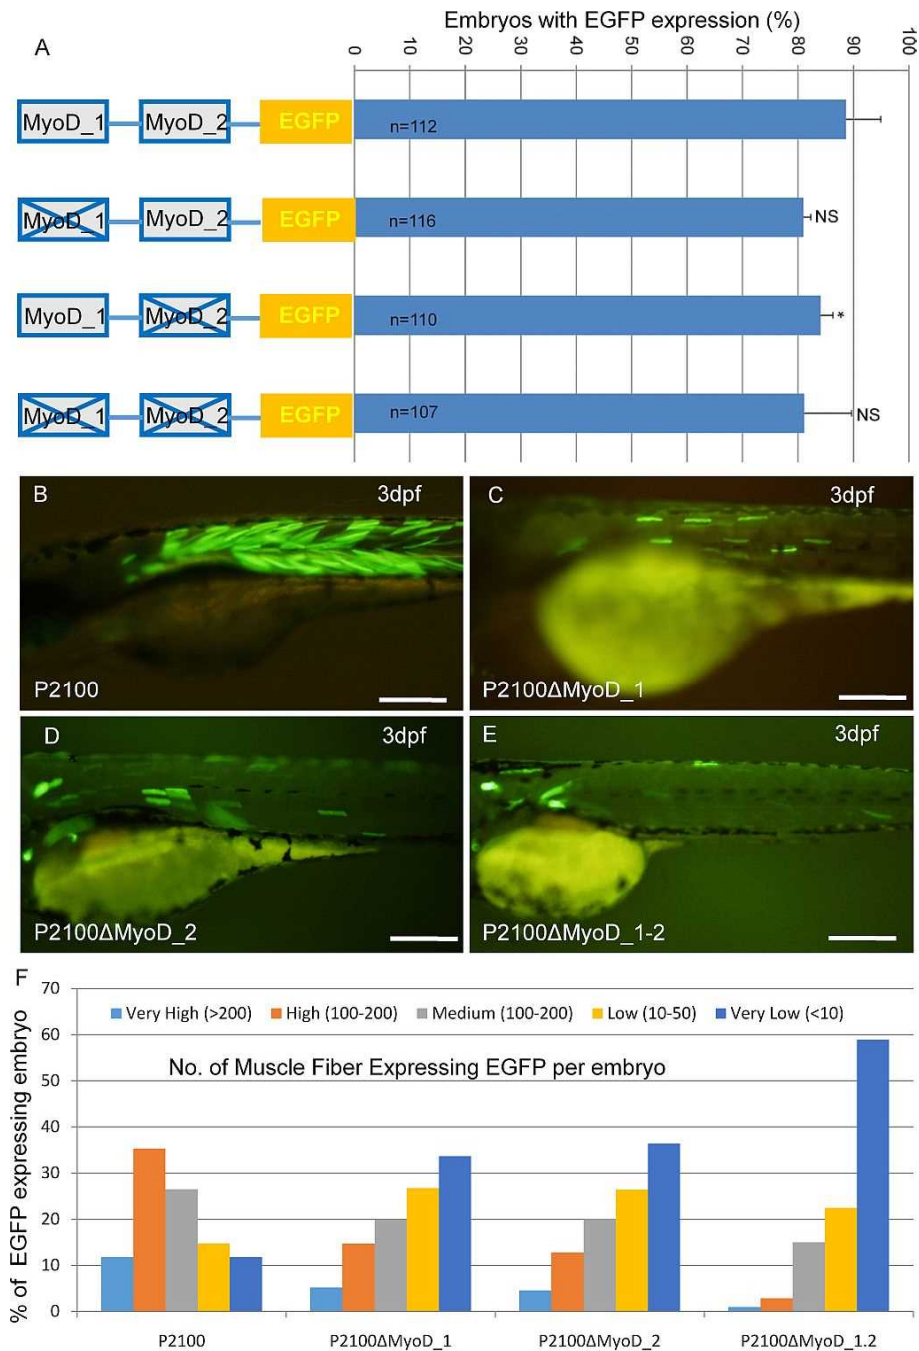 Embryos with EGFP expression (%)
A
0 10 20 30 40 50 60 70 80 90 100
MyoD_1 MyoD_2 EGFP n=112
MyoD_1 MyoD_2 EGFP n=116 NS
MyoD_1 MyoD_2 EGFP n=110 *
MyoD_1 MyoD_2 EGFP n=107 NS
B 3dpf
P2100
C 3dpf
P2100ΔMyoD_1
D 3dpf
P2100ΔMyoD_2
E 3dpf
P2100ΔMyoD_1-2
F
% of EGFP expressing embryo
70
60
50
40
30
20
10
0
Very High (>200) High (100-200) Medium (100-200) Low (10-50) Very Low (<10)
No. of Muscle Fiber Expressing EGFP per embryo
P2100 P2100ΔMyoD_1 P2100ΔMyoD_2 P2100ΔMyoD_1.2